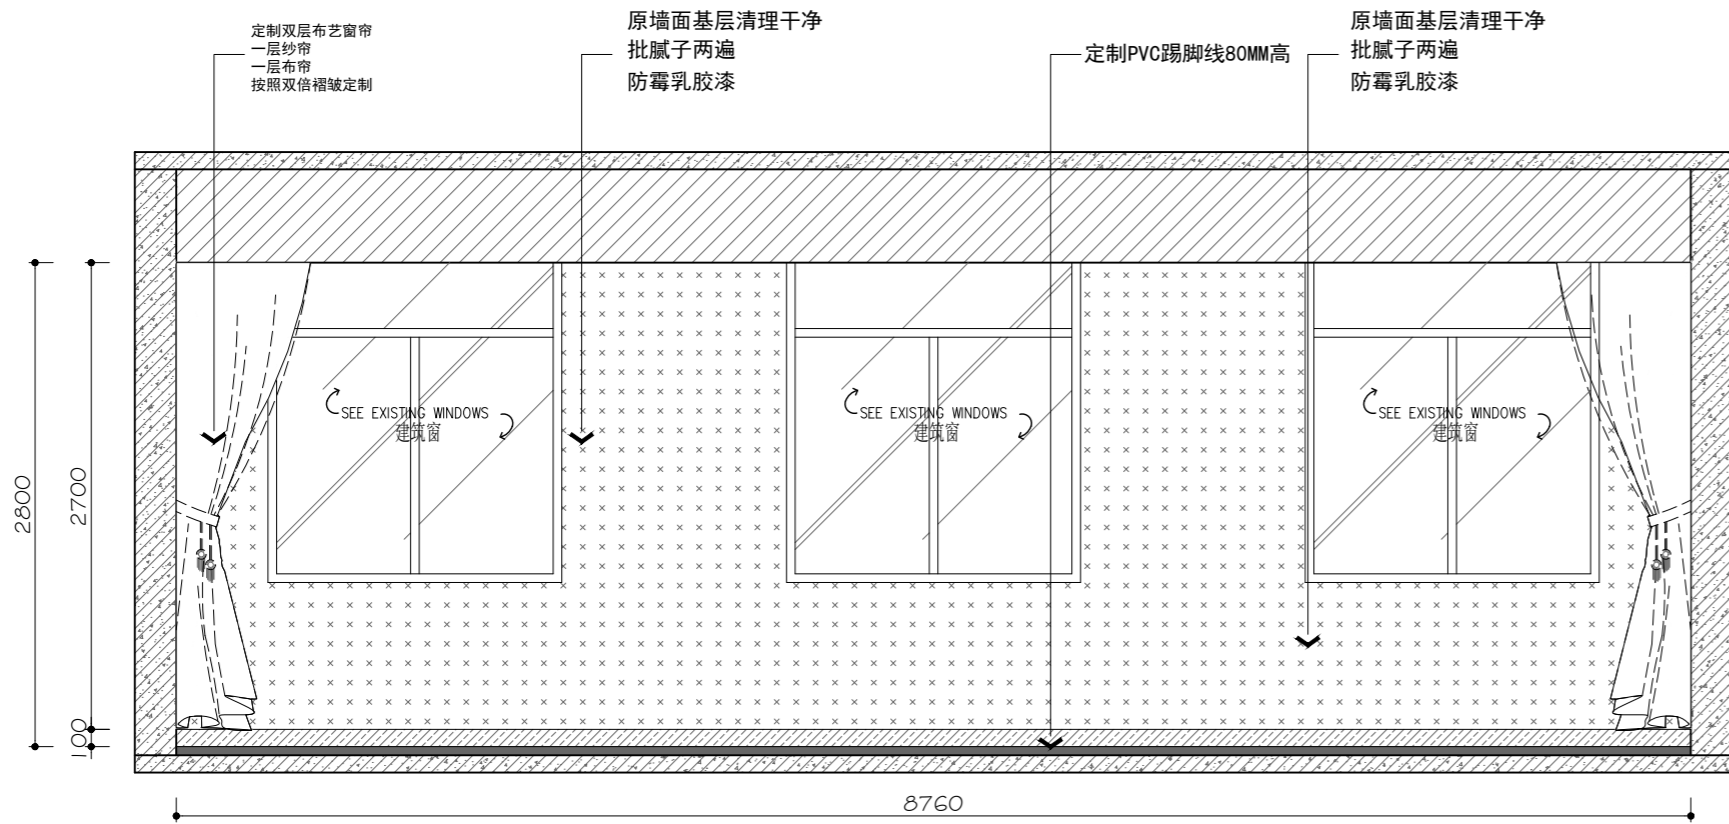 定制双层布艺窗帘
一层纱帘
一层布帘
按照双倍褶皱定制
原墙面基层清理干净
批腻子两遍
防霉乳胶漆
定制PVC踢脚线80MM高
原墙面基层清理干净
批腻子两遍
防霉乳胶漆
SEE EXISTING WINDOWS
建筑窗
SEE EXISTING WINDOWS
建筑窗
SEE EXISTING WINDOWS
建筑窗
2800
2700
100
8760